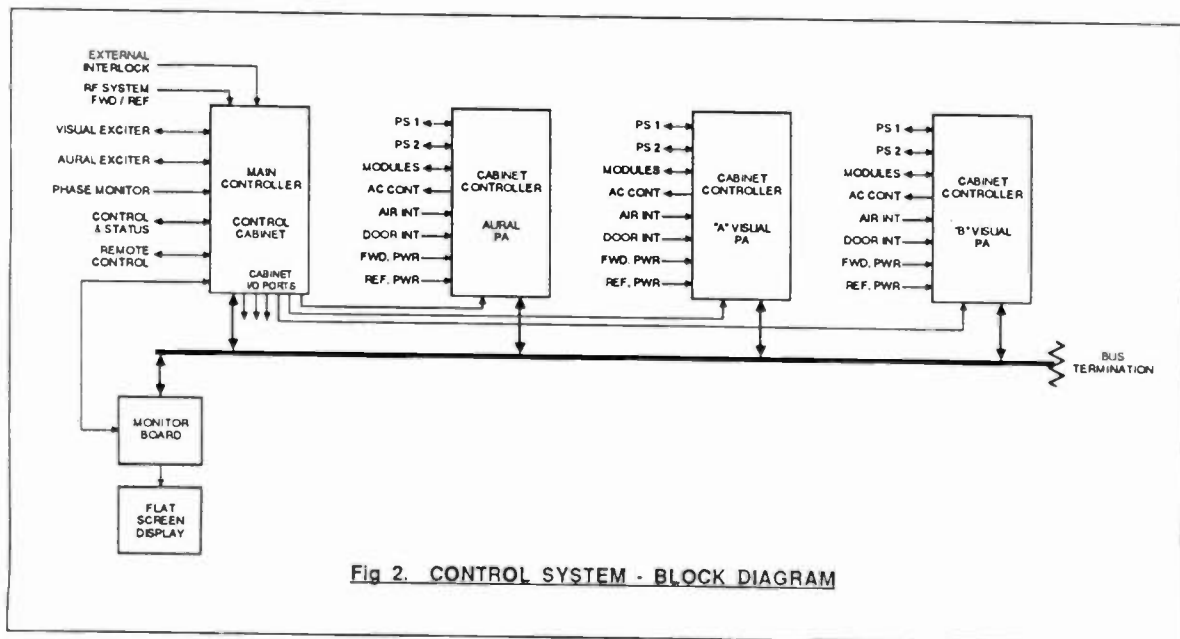 EXTERNAL
INTERLOCK
RF SYSTEM
FWD / REF
VISUAL EXCITER
AURAL EXCITER
PHASE MONITOR
CONTROL
& STATUS
REMOTE
CONTROL
MAIN
CONTROLLER
CONTROL
CABINET
CABINET
I/O PORTS
PS 1
PS 2
MODULES
AC CONT
AIR INT
DOOR INT
FWD. PWR
REF. PWR
CABINET
CONTROLLER
AURAL
PA
PS 1
PS 2
MODULES
AC CONT
AIR INT
DOOR INT
FWD. PWR
REF. PWR
CABINET
CONTROLLER
"A" VISUAL
PA
PS 1
PS 2
MODULES
AC CONT
AIR INT
DOOR INT
FWD. PWR
REF. PWR
CABINET
CONTROLLER
"B" VISUAL
PA
BUS
TERMINATION
MONITOR
BOARD
FLAT
SCREEN
DISPLAY
Fig 2. CONTROL SYSTEM - BLOCK DIAGRAM